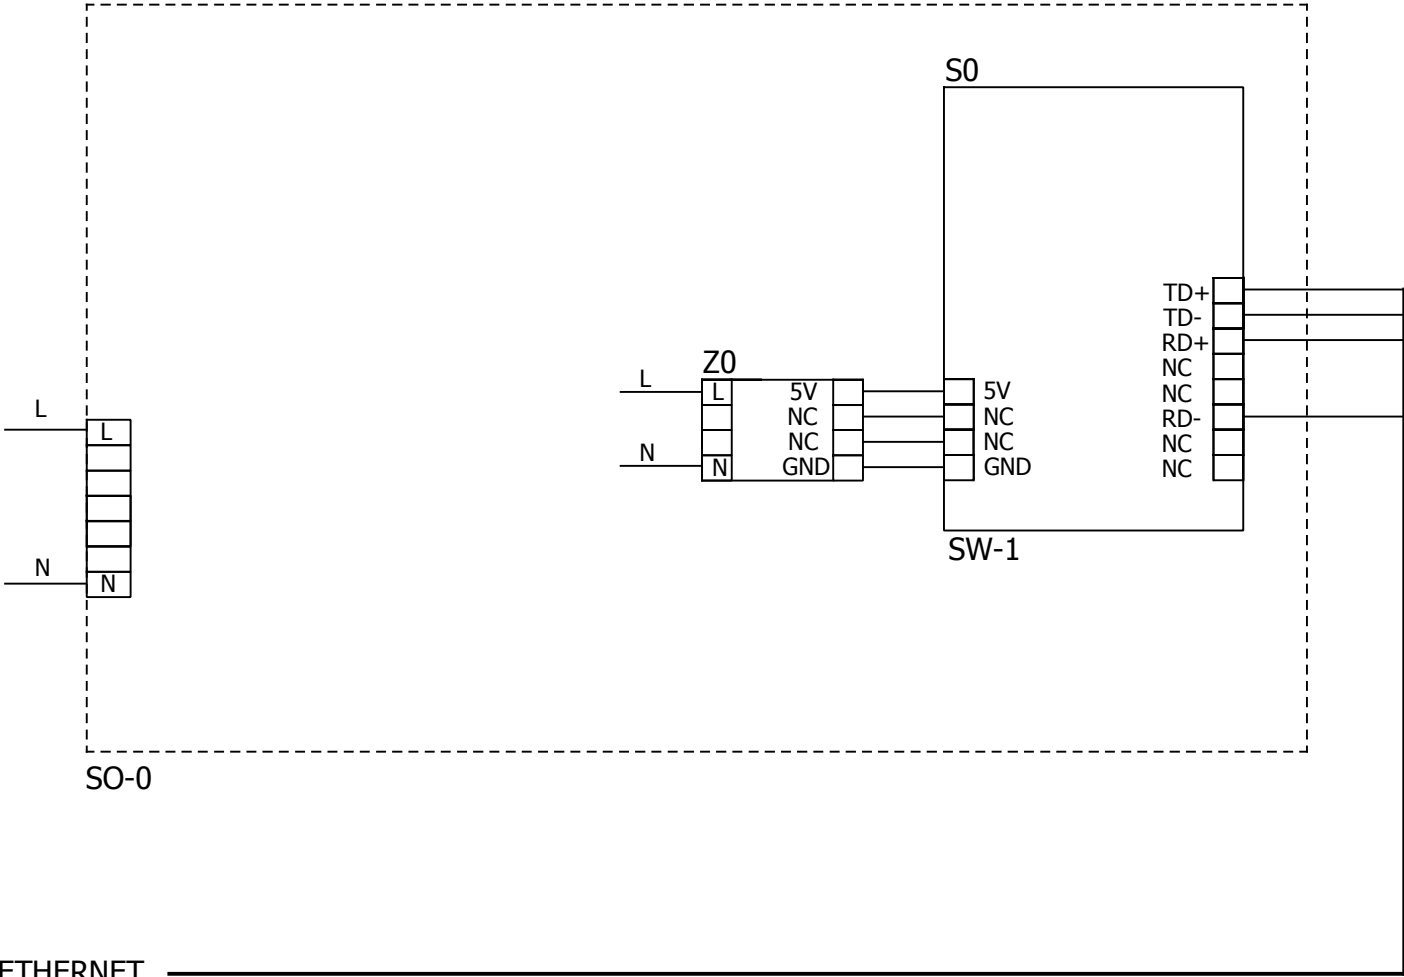 S0
TD+
TD-
RD+
NC
NC
RD-
NC
NC
Z0
L
L
5V
NC
NC
GND
N
N
5V
NC
NC
GND
SW-1
L
L
N
N
SO-0
ETHERNET